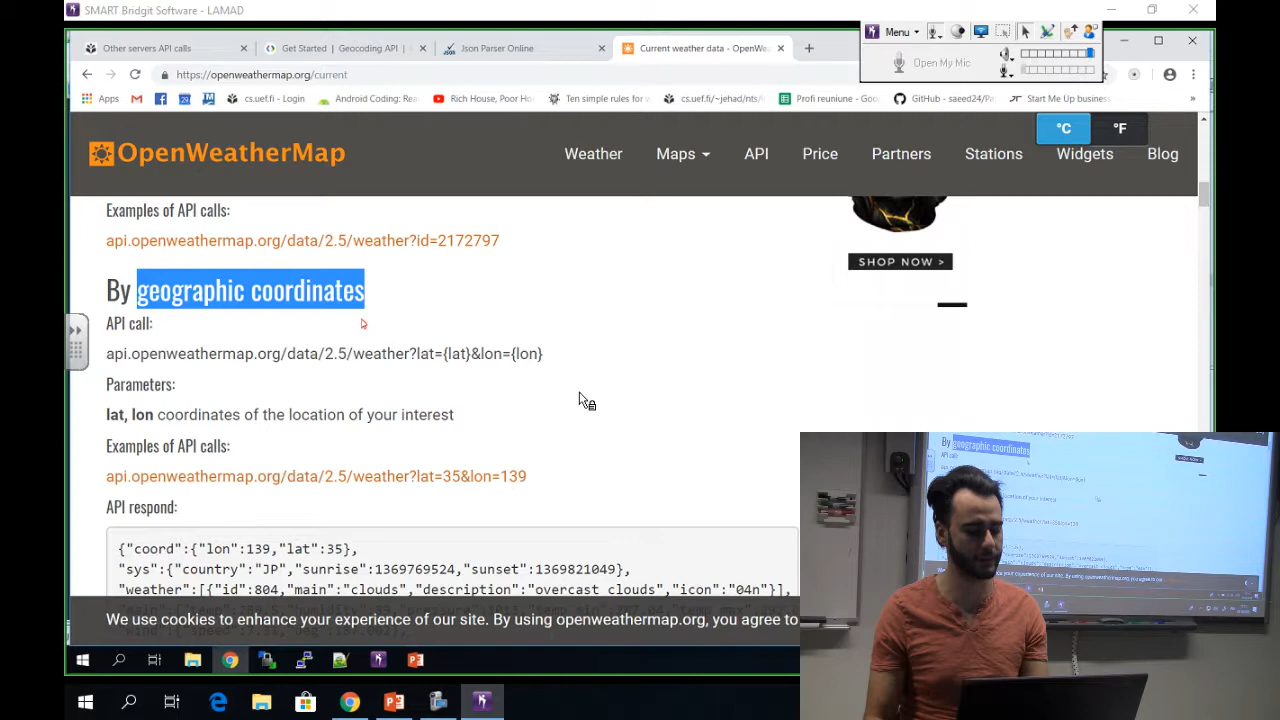 SMART Bridgit Software - LAMAD
Menu
Open My Mic
Other servers API calls
Get Started | Geocoding API |
Json Parser Online
Current weather data - OpenWe
https://openweathermap.org/current
Apps
cs.uef.fi - Login
Android Coding: Rea
Rich House, Poor Ho
Ten simple rules for
cs.uef.fi/~jehad/nts/
Profi reuniune - Goo
GitHub - saeed24/Pa
Start Me Up business
»
°C
°F
OpenWeatherMap
Weather
Maps
API
Price
Partners
Stations
Widgets
Blog
Examples of API calls:
api.openweathermap.org/data/2.5/weather?id=2172797
SHOP NOW >
By geographic coordinates
API call:
api.openweathermap.org/data/2.5/weather?lat={lat}&lon={lon}
Parameters:
lat, lon coordinates of the location of your interest
Examples of API calls:
api.openweathermap.org/data/2.5/weather?lat=35&lon=139
API respond:
{"coord":{"lon":139,"lat":35},
"sys":{"country":"JP","sunrise":1369769524,"sunset":1369821049},
"weather":[{"id":804,"main":"clouds","description":"overcast clouds","icon":"04n"}],
We use cookies to enhance your experience of our site. By using openweathermap.org, you agree to
By geographic coordinates